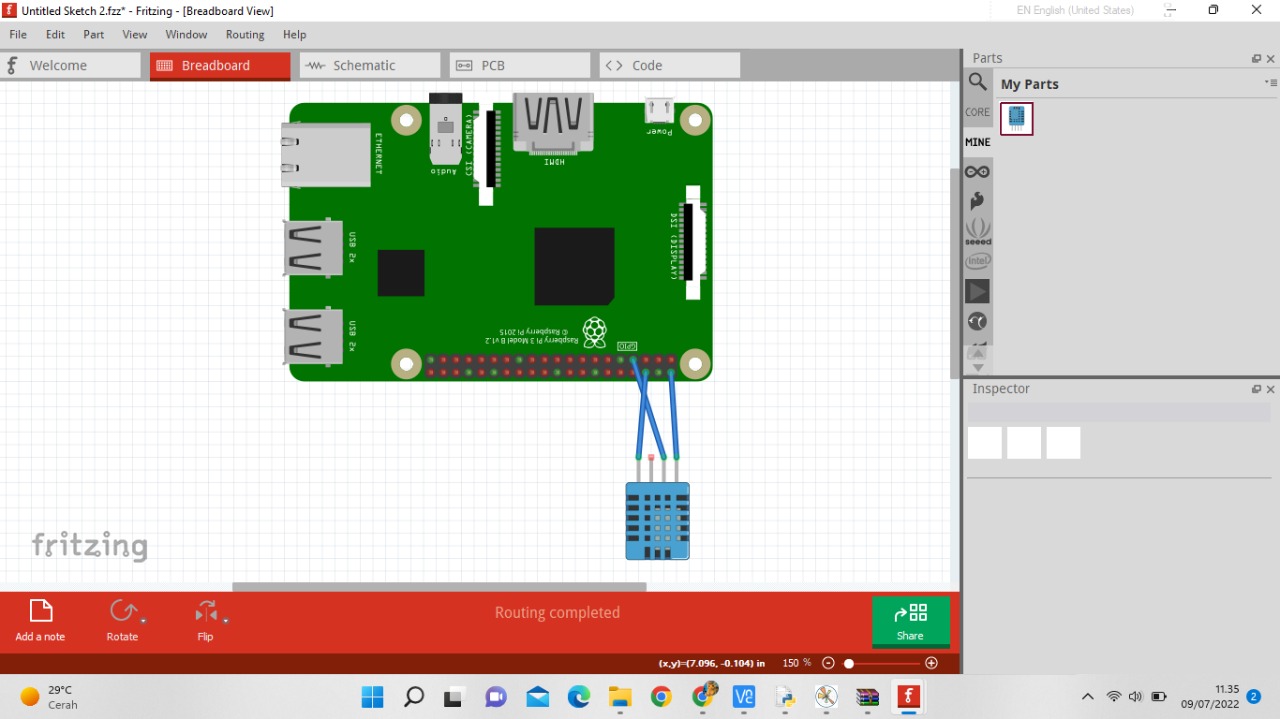 Untitled Sketch 2.fzz* - Fritzing - [Breadboard View]
EN English (United States)
File Edit Part View Window Routing Help
Welcome
Breadboard
Schematic
PCB
Code
Parts
My Parts
CORE
MINE
seeed
intel
ETHERNET
Audio
CSI (CAMERA)
HDMI
Power
DSI (DISPLAY)
USB 2x
USB 2x
GPIO
Raspberry Pi 3 Model B v1.2
© Raspberry Pi 2015
Inspector
fritzing
Routing completed
Add a note
Rotate
Flip
Share
(x,y)=(7.096, -0.104) in
150 %
29°C
Cerah
11.35
09/07/2022
2